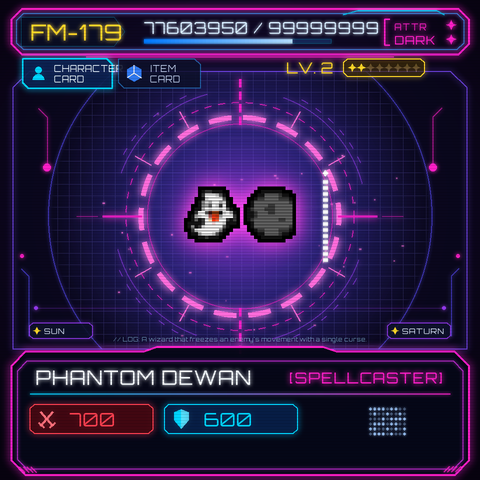 FM-179
77603950 / 99999999
ATTR
DARK
CHARACTER
CARD
ITEM
CARD
LV.2
SUN
SATURN
// LOG: A wizard that freezes an enemy's movement with a single curse
PHANTOM DEWAN
[SPELLCASTER]
700
600